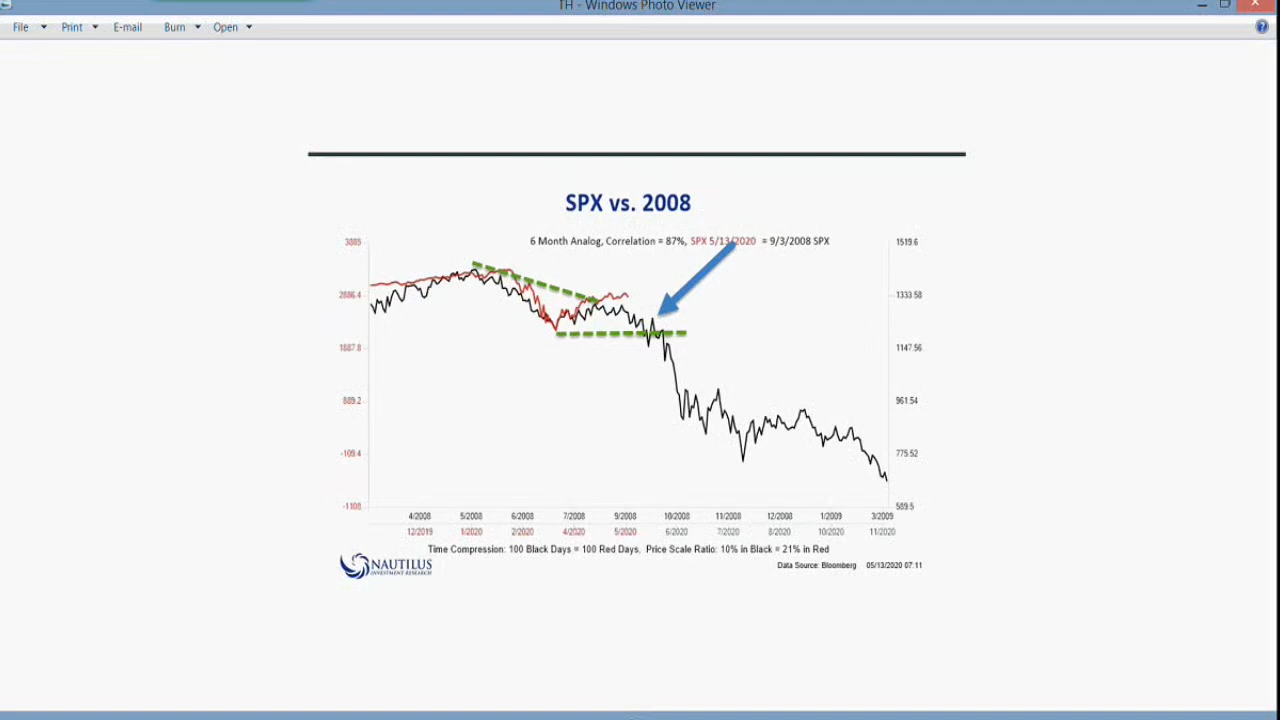 TH - Windows Photo Viewer
File Print E-mail Burn Open
SPX vs. 2008
6 Month Analog, Correlation = 87%, SPX 5/13/2020 = 9/3/2008 SPX
3885 1519.6
2886.4 1333.58
1887.8 1147.56
889.2 961.54
-109.4 775.52
-1108 589.5
4/2008 5/2008 6/2008 7/2008 9/2008 10/2008 11/2008 12/2008 1/2009 3/2009
12/2019 1/2020 2/2020 4/2020 5/2020 6/2020 7/2020 8/2020 10/2020 11/2020
Time Compression: 100 Black Days = 100 Red Days, Price Scale Ratio: 10% in Black = 21% in Red
NAUTILUS
INVESTMENT RESEARCH
Data Source: Bloomberg 05/13/2020 07:11